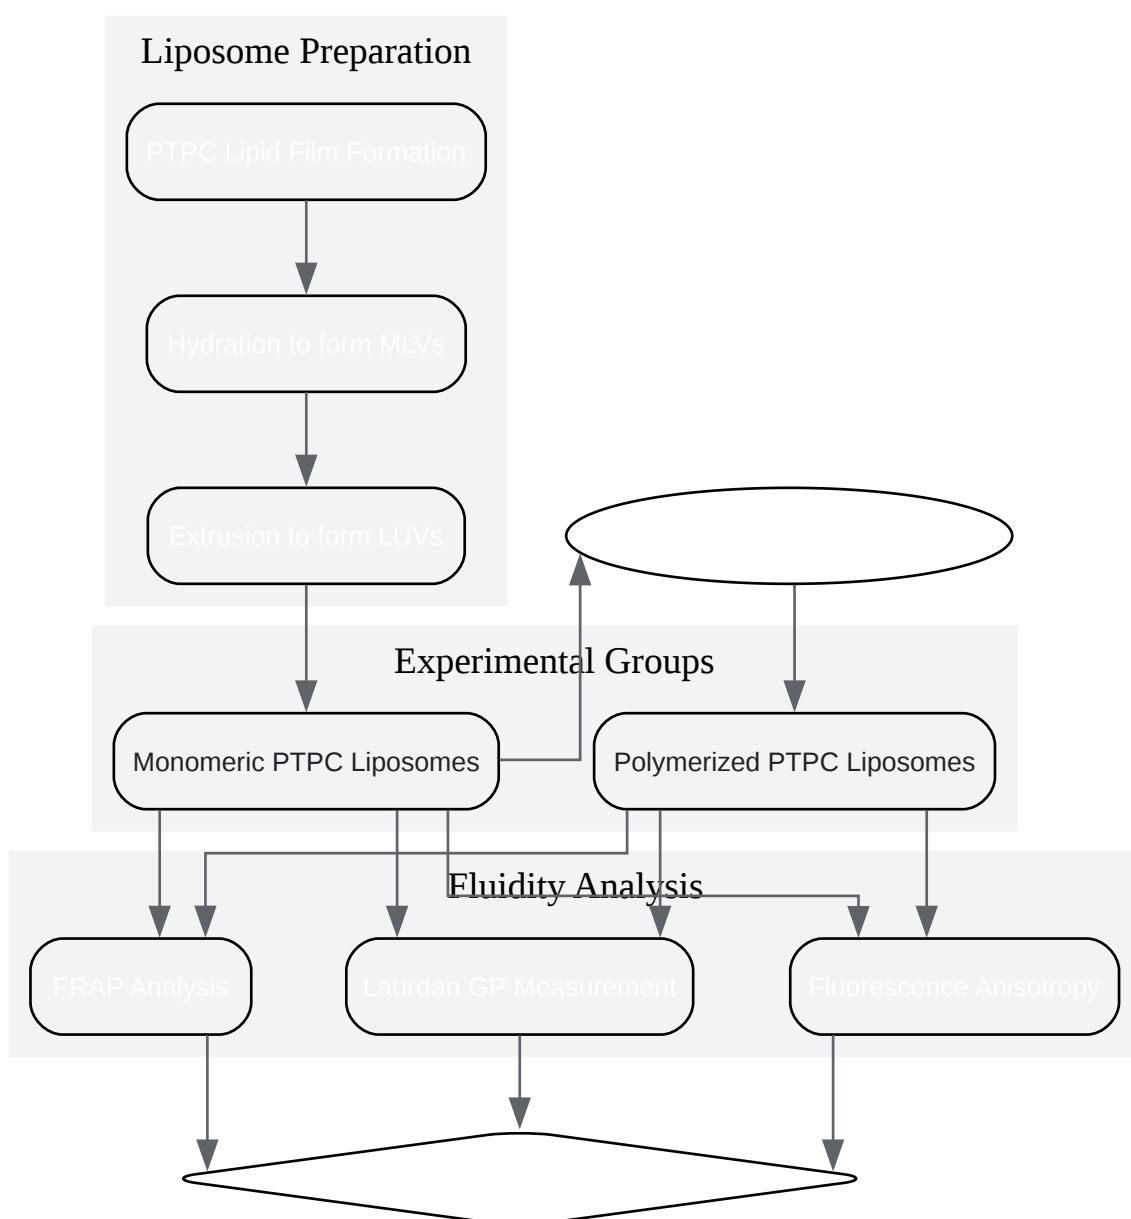 Liposome Preparation
PTPC Lipid Film Formation
Hydration to form MLVs
Extrusion to form LUVs
Experimental Groups
Monomeric PTPC Liposomes
Polymerized PTPC Liposomes
Fluidity Analysis
FRAP Analysis
Laurdan GP Measurement
Fluorescence Anisotropy